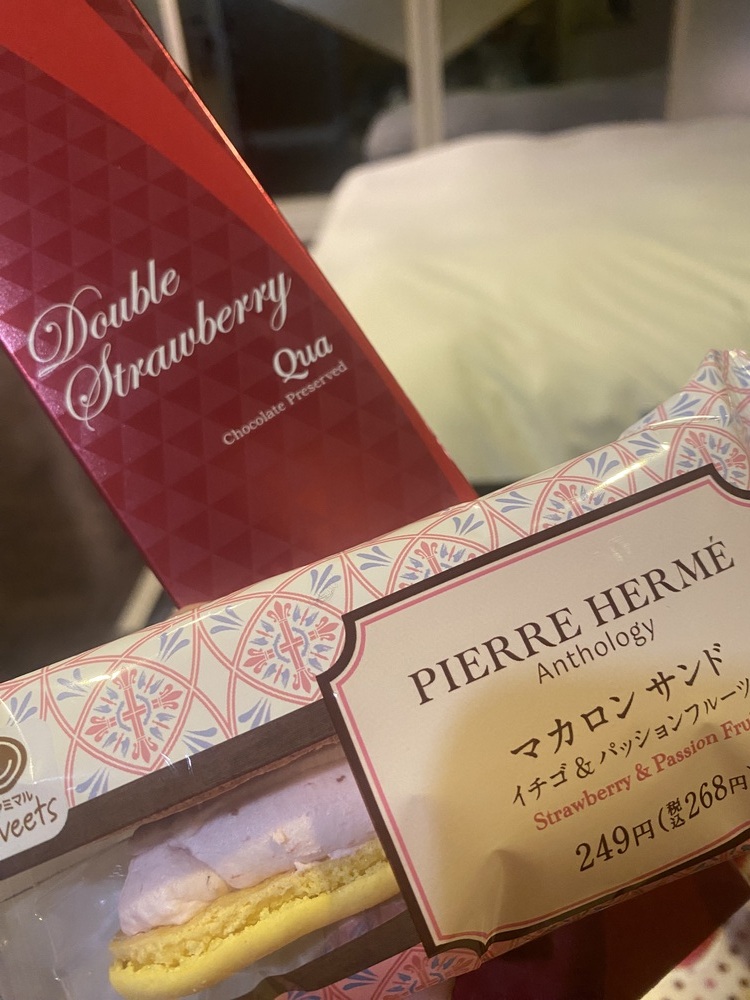 Double
Strawberry
Qua
Chocolate Preserved
PIERRE HERMÉ
Anthology
マカロン サンド
イチゴ & パッションフルーツ
Strawberry & Passion
249円(税込268円)